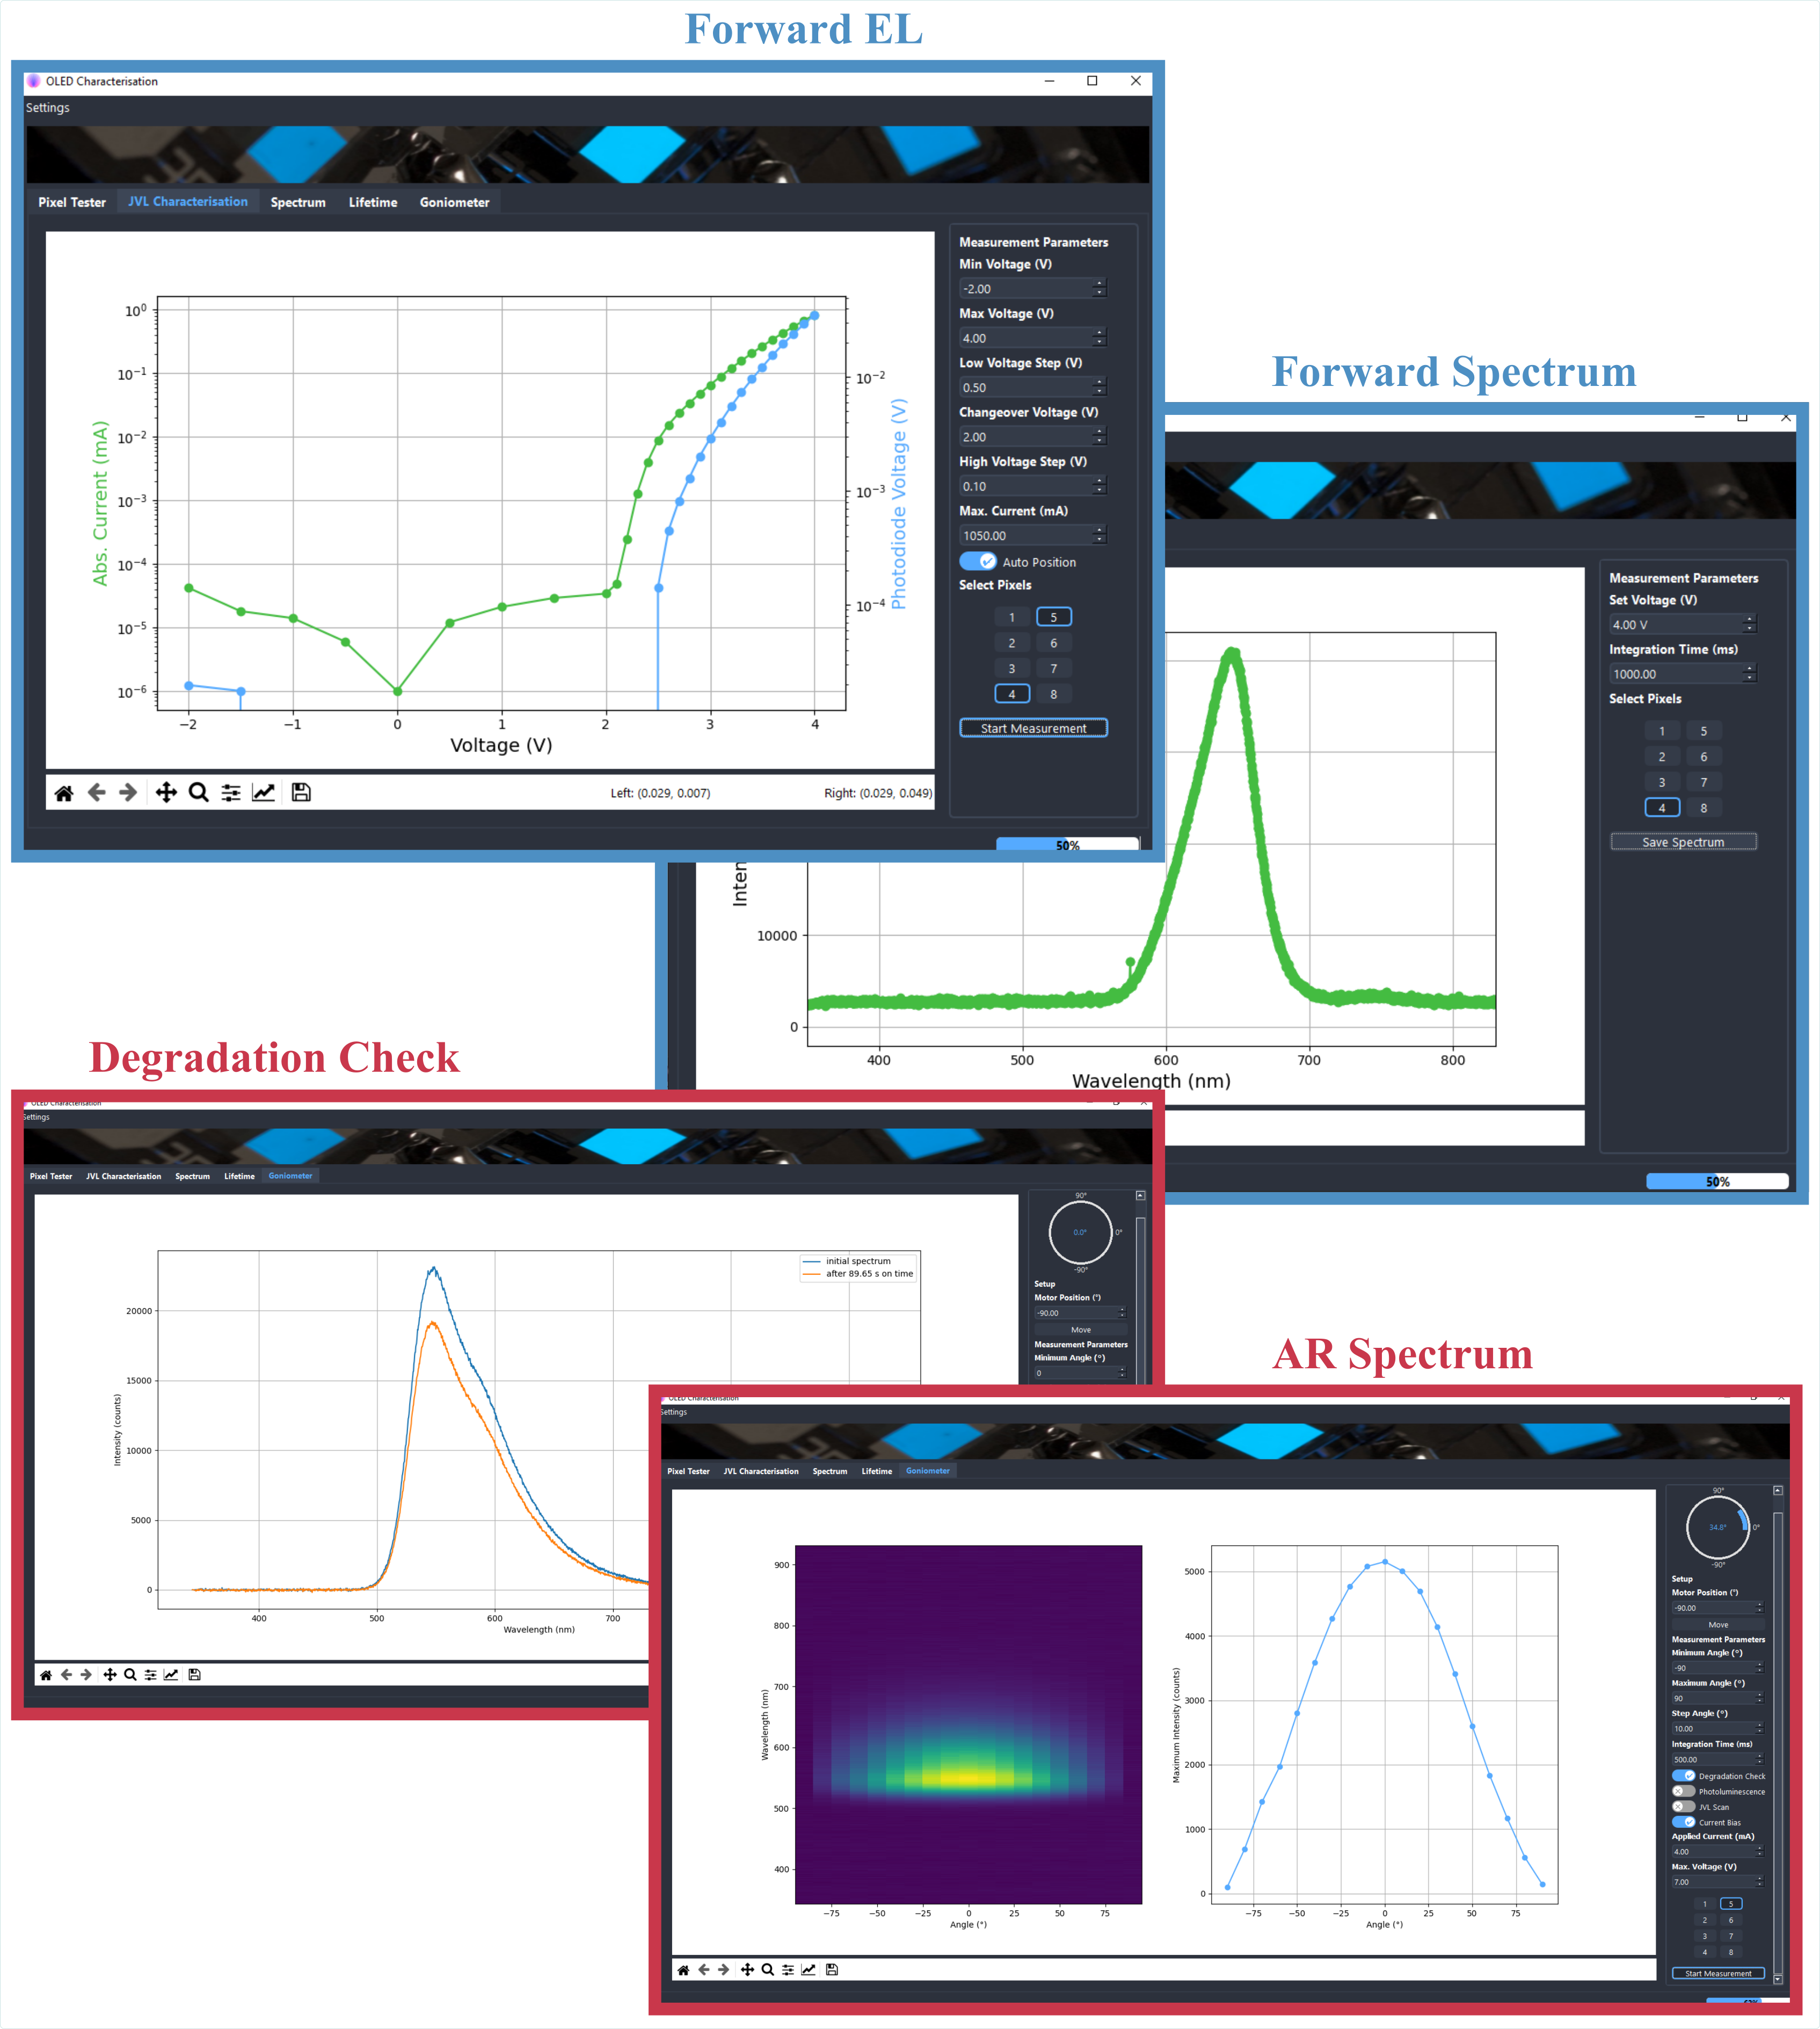 Forward EL
OLED Characterisation
Settings
Pixel Tester JVL Characterisation Spectrum Lifetime Goniometer
Abs. Current (mA)
10⁰
10⁻¹
10⁻²
10⁻³
10⁻⁴
10⁻⁵
10⁻⁶
−2 −1 0 1 2 3 4
Voltage (V)
10⁻²
10⁻³
10⁻⁴
Photodiode Voltage (V)
Left: (0.029, 0.007) Right: (0.029, 0.049)
Measurement Parameters
Min Voltage (V)
-2.00
Max Voltage (V)
4.00
Low Voltage Step (V)
0.50
Changeover Voltage (V)
2.00
High Voltage Step (V)
0.10
Max. Current (mA)
1050.00
Auto Position
Select Pixels
1 5
2 6
3 7
4 8
Start Measurement
50%
Forward Spectrum
Inten
10000
0
400 500 600 700 800
Wavelength (nm)
Measurement Parameters
Set Voltage (V)
4.00 V
Integration Time (ms)
1000.00
Select Pixels
1 5
2 6
3 7
4 8
Save Spectrum
50%
Degradation Check
OLED Characterisation
Settings
Pixel Tester JVL Characterisation Spectrum Lifetime Goniometer
Intensity (counts)
20000
15000
10000
5000
0
400 500 600 700
Wavelength (nm)
initial spectrum
after 89.65 s on time
90°
0.0° 0°
-90°
Setup
Motor Position (°)
-90.00
Move
Measurement Parameters
Minimum Angle (°)
0
AR Spectrum
OLED Characterisation
Settings
Pixel Tester JVL Characterisation Spectrum Lifetime Goniometer
Wavelength (nm)
900
800
700
600
500
400
−75 −50 −25 0 25 50 75
Angle (°)
Maximum Intensity (counts)
5000
4000
3000
2000
1000
0
−75 −50 −25 0 25 50 75
Angle (°)
90°
34.8° 0°
-90°
Setup
Motor Position (°)
-90.00
Move
Measurement Parameters
Minimum Angle (°)
-90
Maximum Angle (°)
90
Step Angle (°)
10.00
Integration Time (ms)
500.00
Degradation Check
Photoluminescence
JVL Scan
Current Bias
Applied Current (mA)
4.00
Max. Voltage (V)
7.00
1 5
2 6
3 7
4 8
Start Measurement